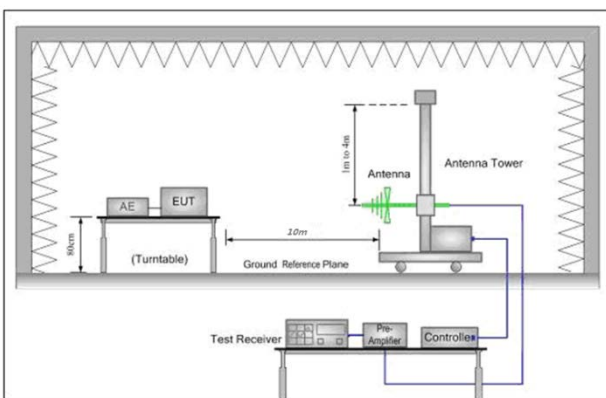 1m to 4m
Antenna
Antenna Tower
AE
EUT
80cm
(Turntable)
10m
Ground Reference Plane
Test Receiver
Pre-
Amplifier
Controller